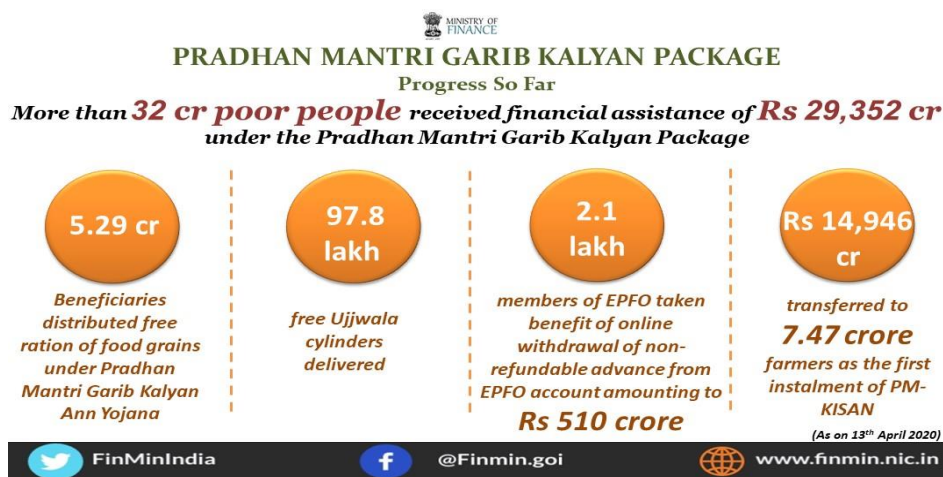 MINISTRY OF
FINANCE
PRADHAN MANTRI GARIB KALYAN PACKAGE
Progress So Far
More than 32 cr poor people received financial assistance of Rs 29,352 cr
under the Pradhan Mantri Garib Kalyan Package
5.29 cr
Beneficiaries
distributed free
ration of food grains
under Pradhan
Mantri Garib Kalyan
Ann Yojana
97.8
lakh
free Ujjwala
cylinders
delivered
2.1
lakh
members of EPFO taken
benefit of online
withdrawal of non-
refundable advance from
EPFO account amounting to
Rs 510 crore
Rs 14,946
cr
transferred to
7.47 crore
farmers as the first
instalment of PM-
KISAN
(As on 13th April 2020)
FinMinIndia
@Finmin.goi
www.finmin.nic.in